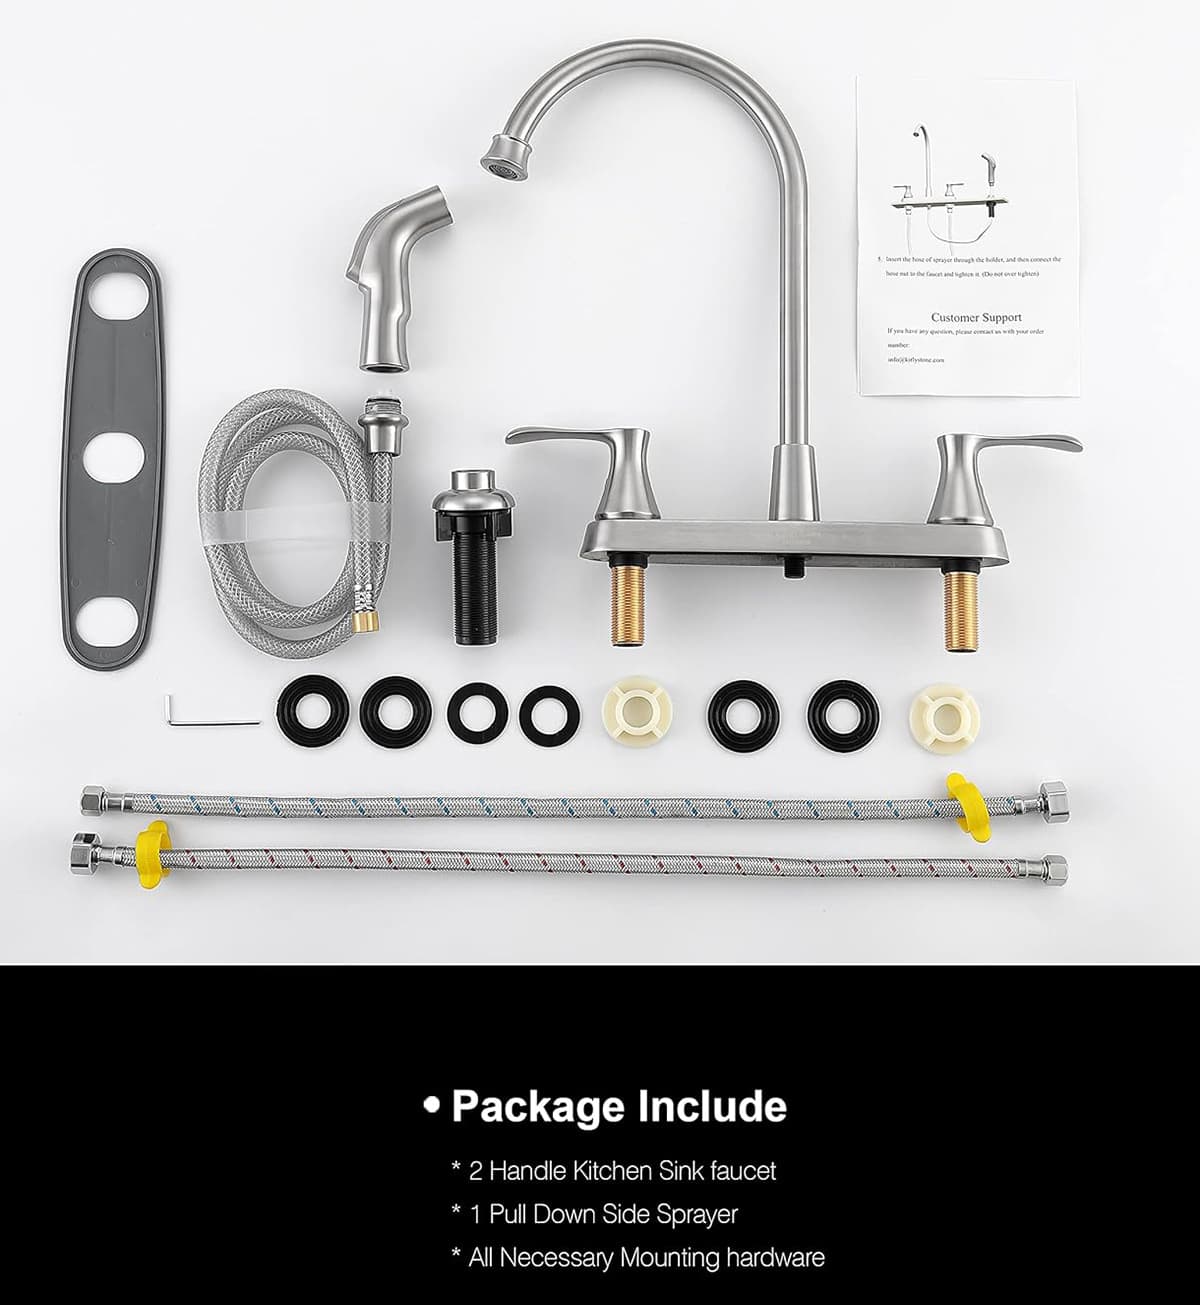 5. Insert the hose of sprayer through the holder, and then connect the
hose nut to the faucet and tighten it. (Do not over tighten)
Customer Support
If you have any question, please contact us with your order
number:
• Package Include
* 2 Handle Kitchen Sink faucet
* 1 Pull Down Side Sprayer
* All Necessary Mounting hardware